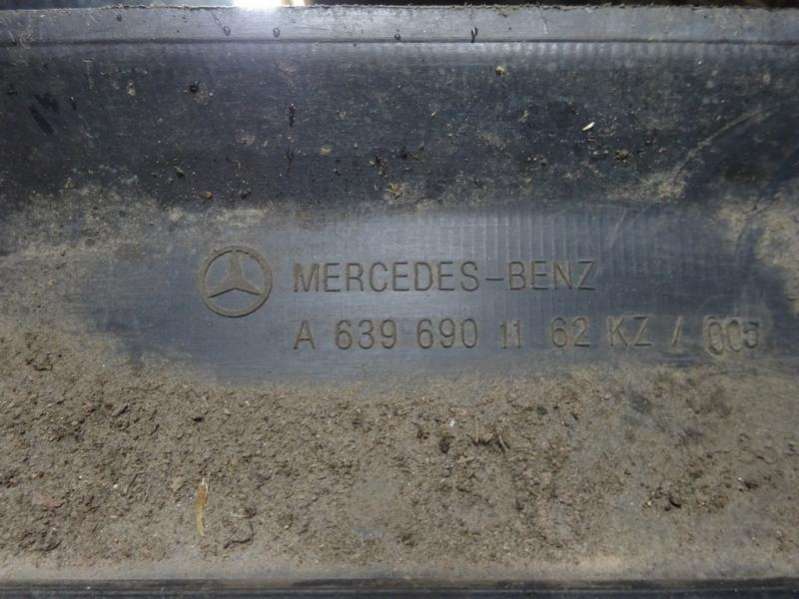 MERCEDES-BENZ
A 639 690 11 62 KZ / 005